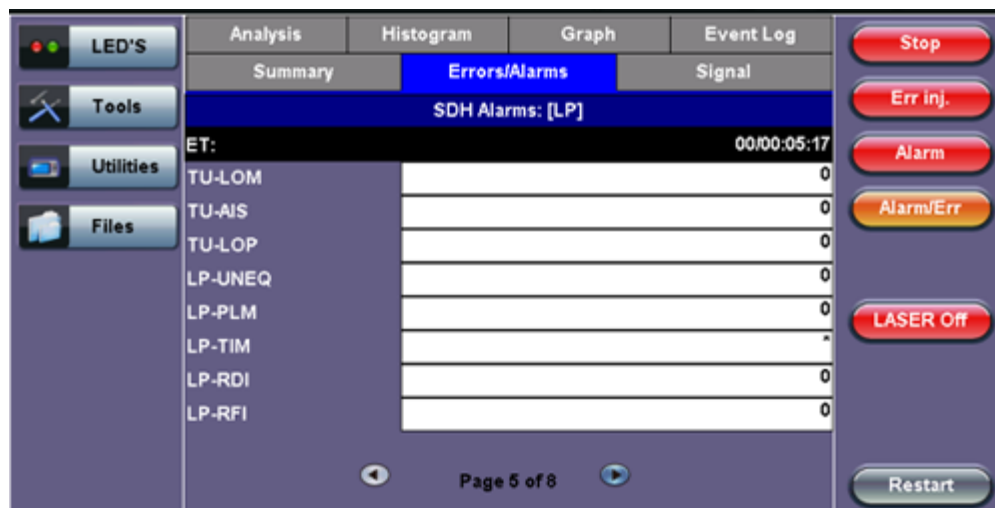 LED'S
Tools
Utilities
Files
Analysis Histogram Graph Event Log
Summary Errors/Alarms Signal
SDH Alarms: [LP]
ET: 00/00:05:17
TU-LOM 0
TU-AIS 0
TU-LOP 0
LP-UNEQ 0
LP-PLM 0
LP-TIM *
LP-RDI 0
LP-RFI 0
Page 5 of 8
Stop
Err inj.
Alarm
Alarm/Err
LASER Off
Restart